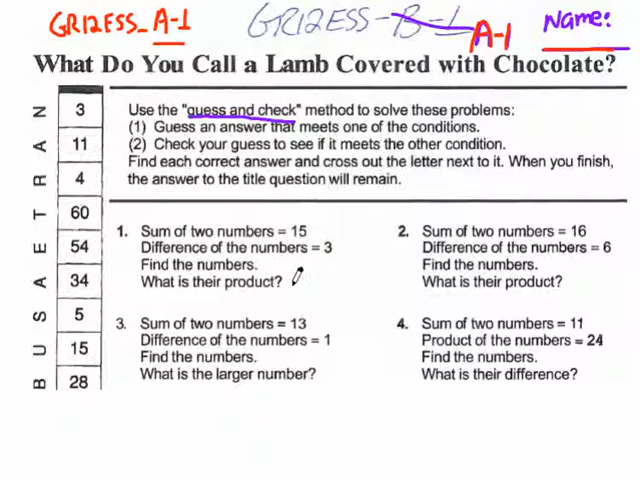 GR12ESS_A-1
GR12ESS-B-1 A-1
Name:
What Do You Call a Lamb Covered with Chocolate?
N 3
A 11
R 4
T 60
E 54
A 34
S 5
U 15
B 28
Use the "guess and check" method to solve these problems:
(1) Guess an answer that meets one of the conditions.
(2) Check your guess to see if it meets the other condition.
Find each correct answer and cross out the letter next to it. When you finish,
the answer to the title question will remain.
1. Sum of two numbers = 15
Difference of the numbers = 3
Find the numbers.
What is their product?
2. Sum of two numbers = 16
Difference of the numbers = 6
Find the numbers.
What is their product?
3. Sum of two numbers = 13
Difference of the numbers = 1
Find the numbers.
What is the larger number?
4. Sum of two numbers = 11
Product of the numbers = 24
Find the numbers.
What is their difference?